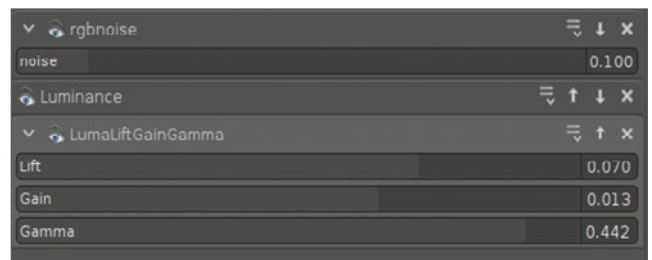 rgbnoise
noise 0.100
Luminance
LumaLiftGainGamma
Lift 0.070
Gain 0.013
Gamma 0.442